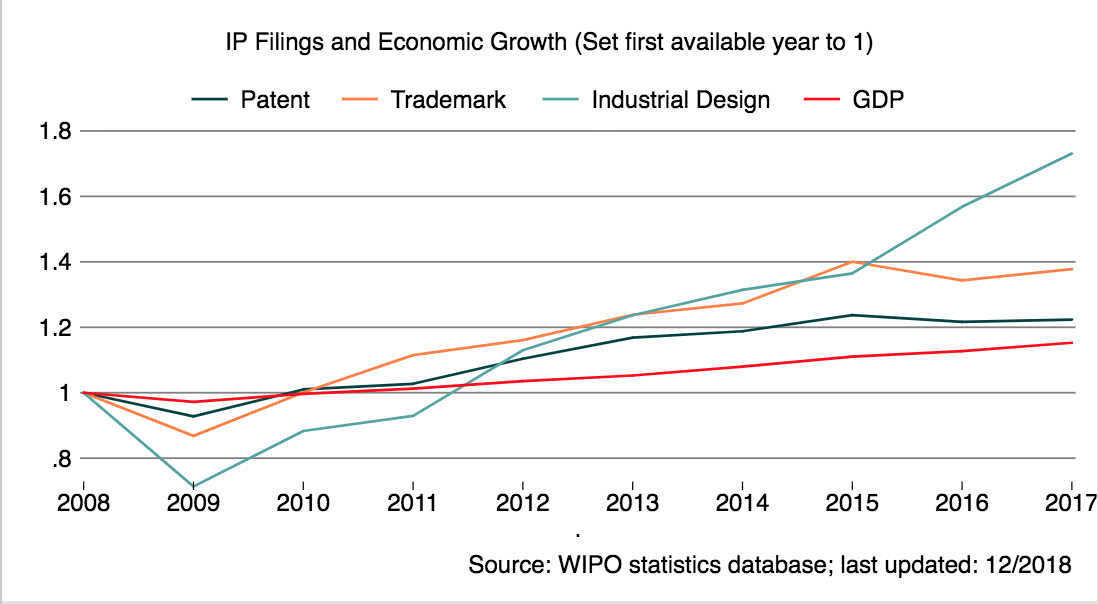 IP Filings and Economic Growth (Set first available year to 1)
Patent Trademark Industrial Design GDP
1.8
1.6
1.4
1.2
1
.8
2008 2009 2010 2011 2012 2013 2014 2015 2016 2017
.
Source: WIPO statistics database; last updated: 12/2018